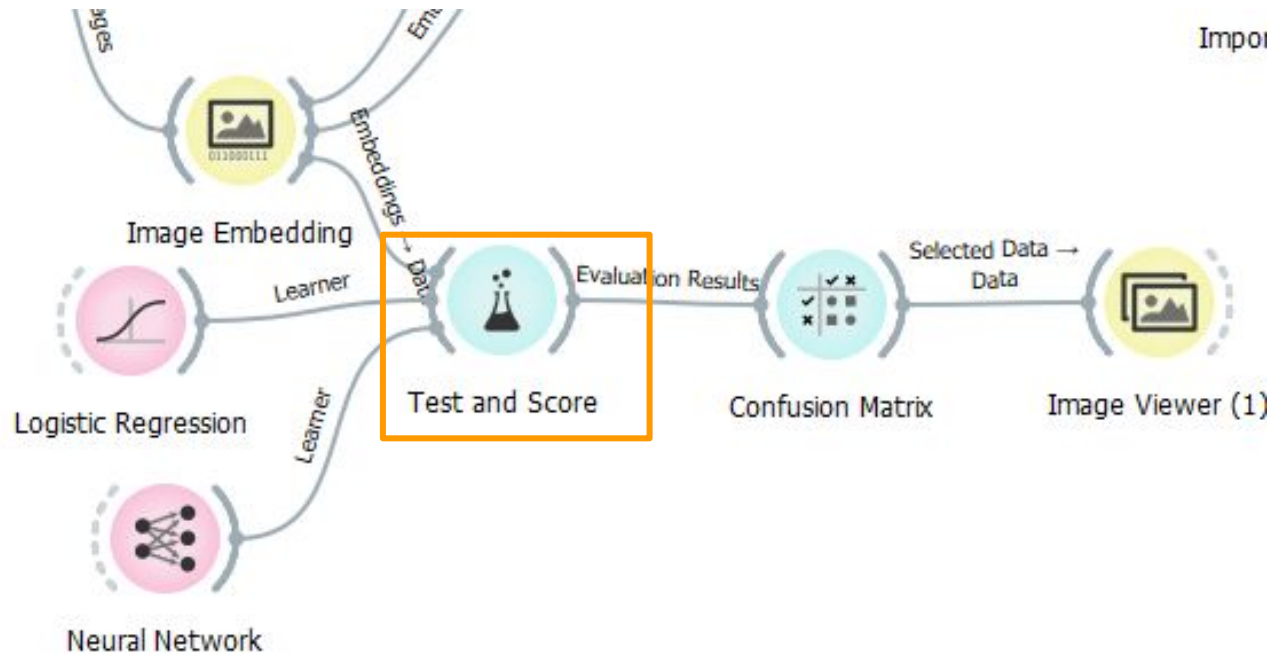 Image Embedding
011000111
Embeddings → Data
Learner
Logistic Regression
Learner
Neural Network
Test and Score
Evaluation Results
Confusion Matrix
Selected Data →
Data
Image Viewer (1)